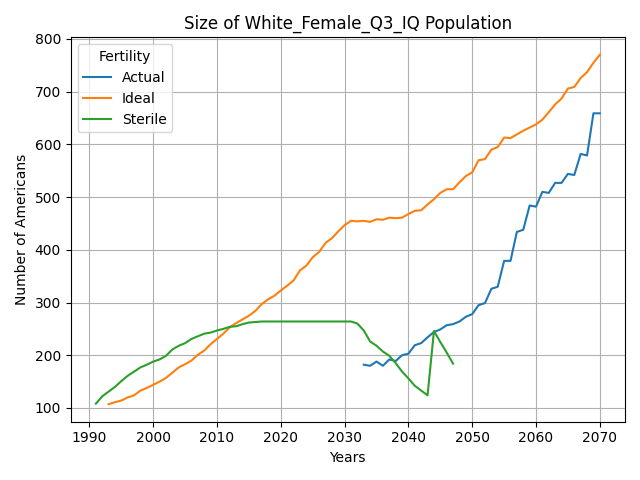 Size of White_Female_Q3_IQ Population
Fertility
Actual
Ideal
Sterile
Number of Americans
800
700
600
500
400
300
200
100
1990 2000 2010 2020 2030 2040 2050 2060 2070
Years